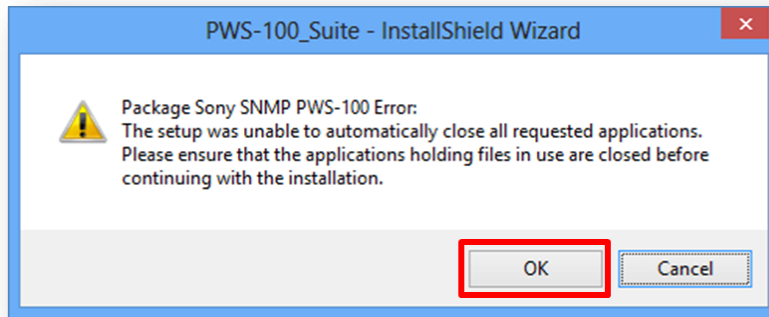 PWS-100_Suite - InstallShield Wizard
Package Sony SNMP PWS-100 Error:
The setup was unable to automatically close all requested applications.
Please ensure that the applications holding files in use are closed before
continuing with the installation.
OK
Cancel